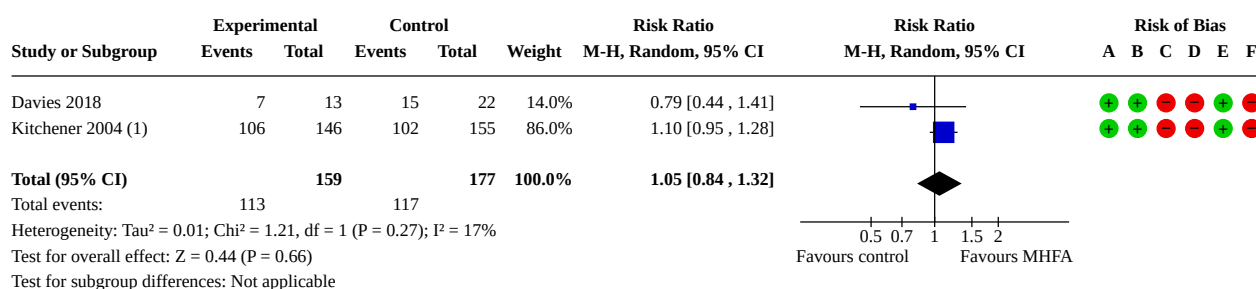 Experimental Control Risk Ratio Risk Ratio Risk of Bias
Study or Subgroup Events Total Events Total Weight M-H, Random, 95% CI M-H, Random, 95% CI A B C D E F
Davies 2018 7 13 15 22 14.0% 0.79 [0.44 , 1.41] + + − − + −
Kitchener 2004 (1) 106 146 102 155 86.0% 1.10 [0.95 , 1.28] + + − − + −
Total (95% CI) 159 177 100.0% 1.05 [0.84 , 1.32]
Total events: 113 117
Heterogeneity: Tau² = 0.01; Chi² = 1.21, df = 1 (P = 0.27); I² = 17%
0.5 0.7 1 1.5 2
Test for overall effect: Z = 0.44 (P = 0.66) Favours control Favours MHFA
Test for subgroup differences: Not applicable